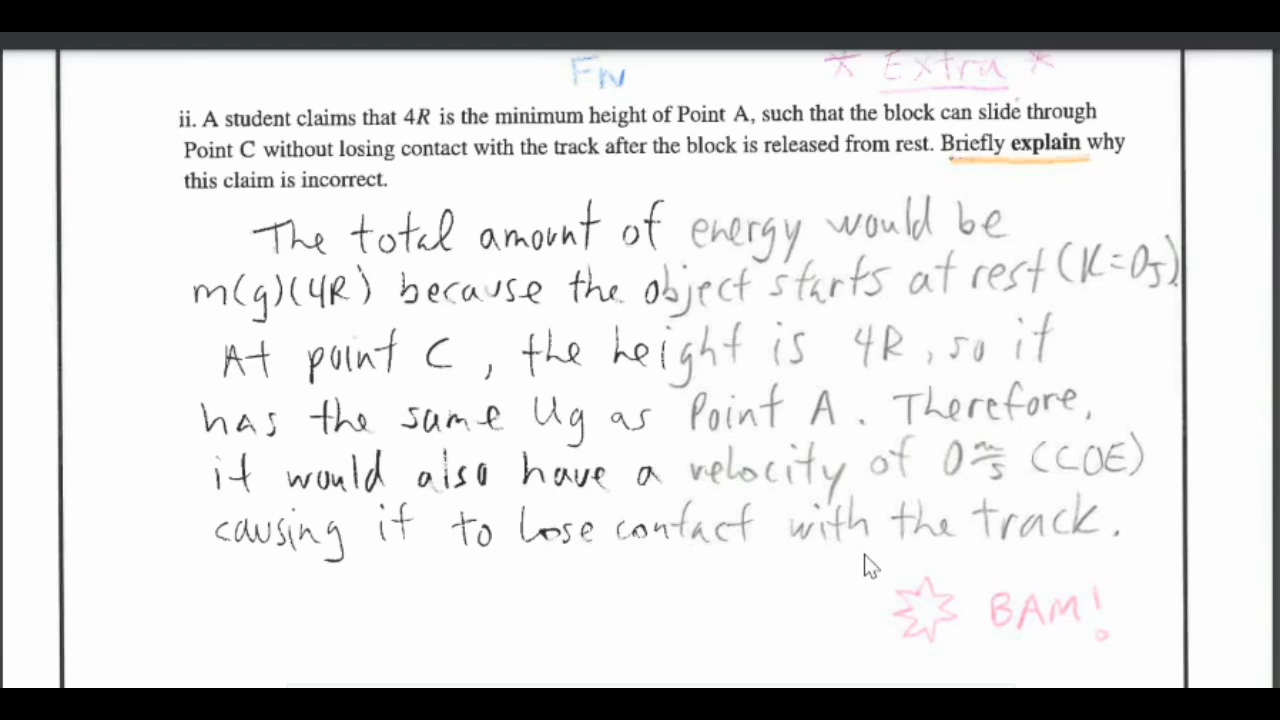 FN
* Extra *
ii. A student claims that 4R is the minimum height of Point A, such that the block can slide through
Point C without losing contact with the track after the block is released from rest. Briefly explain why
this claim is incorrect.
The total amount of energy would be
m(g)(4R) because the object starts at rest (K=0J).
At point C, the height is 4R, so it
has the same Ug as Point A. Therefore,
it would also have a velocity of 0 m/s (COE)
causing it to lose contact with the track.
BAM!